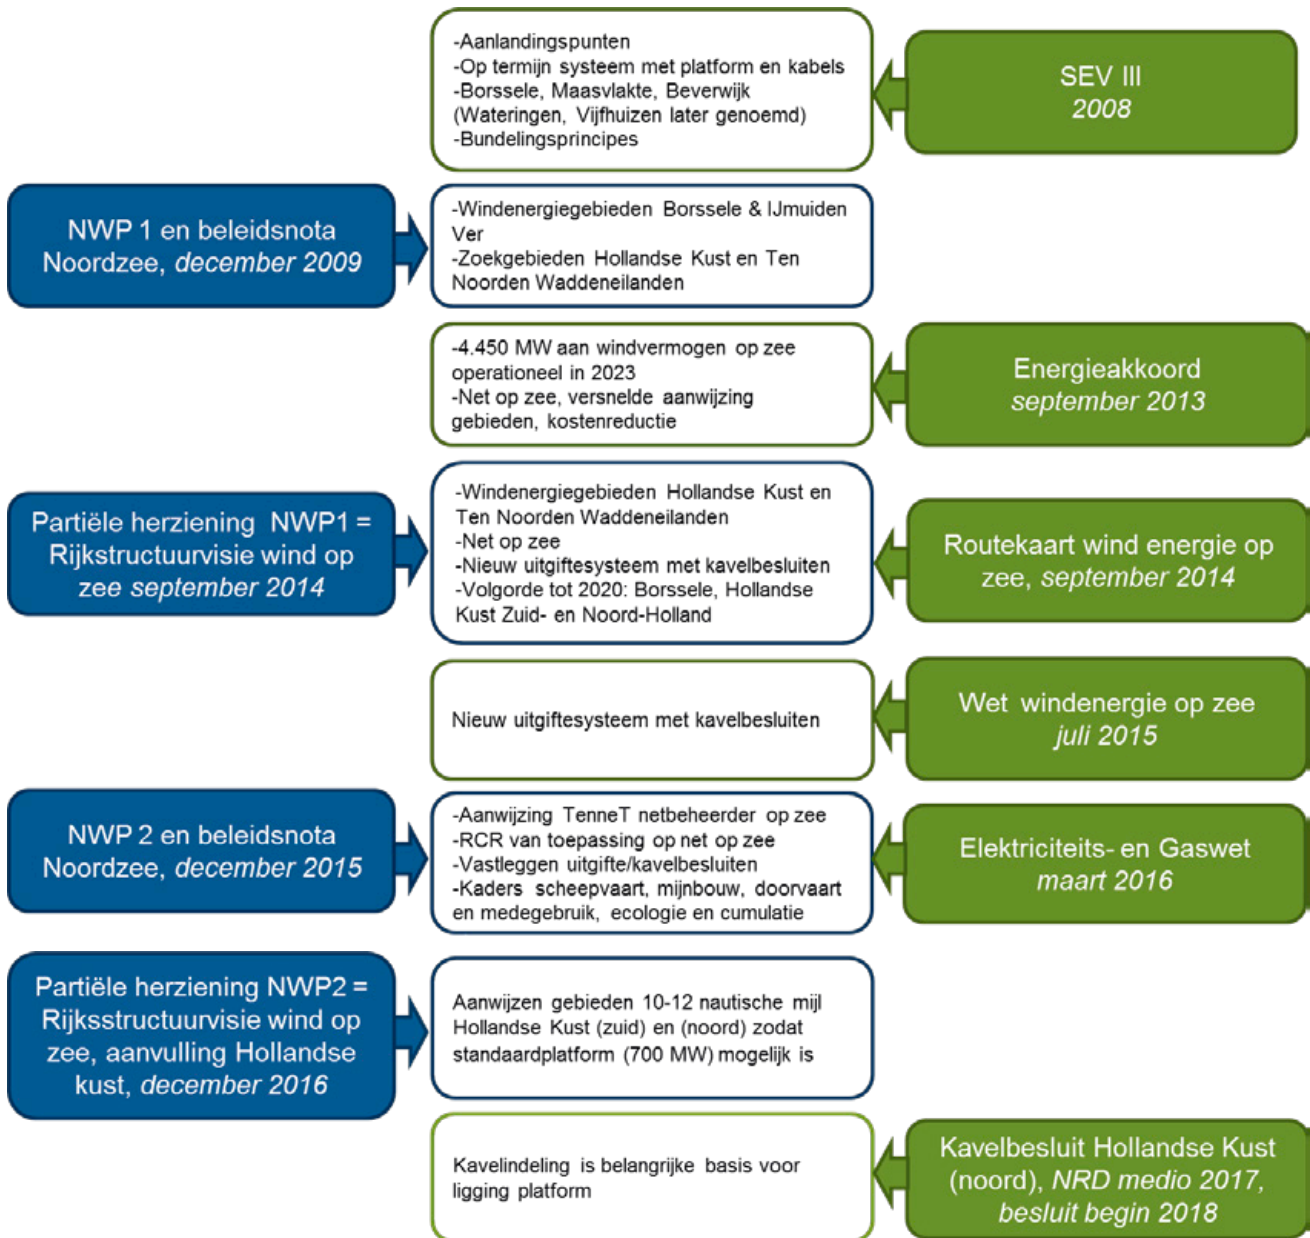 -Aanlandingspunten
-Op termijn systeem met platform en kabels
-Borssele, Maasvlakte, Beverwijk
(Wateringen, Vijfhuizen later genoemd)
-Bundelingsprincipes
SEV III
2008
NWP 1 en beleidsnota
Noordzee, december 2009
-Windenergiegebieden Borssele & IJmuiden
Ver
-Zoekgebieden Hollandse Kust en Ten
Noorden Waddeneilanden
-4.450 MW aan windvermogen op zee
operationeel in 2023
-Net op zee, versnelde aanwijzing
gebieden, kostenreductie
Energieakkoord
september 2013
Partiële herziening NWP1 =
Rijkstructuurvisie wind op
zee september 2014
-Windenergiegebieden Hollandse Kust en
Ten Noorden Waddeneilanden
-Net op zee
-Nieuw uitgiftesysteem met kavelbesluiten
-Volgorde tot 2020: Borssele, Hollandse
Kust Zuid- en Noord-Holland
Routekaart wind energie op
zee, september 2014
Nieuw uitgiftesysteem met kavelbesluiten
Wet windenergie op zee
juli 2015
NWP 2 en beleidsnota
Noordzee, december 2015
-Aanwijzing TenneT netbeheerder op zee
-RCR van toepassing op net op zee
-Vastleggen uitgifte/kavelbesluiten
-Kaders scheepvaart, mijnbouw, doorvaart
en medegebruik, ecologie en cumulatie
Elektriciteits- en Gaswet
maart 2016
Partiële herziening NWP2 =
Rijksstructuurvisie wind op
zee, aanvulling Hollandse
kust, december 2016
Aanwijzen gebieden 10-12 nautische mijl
Hollandse Kust (zuid) en (noord) zodat
standaardplatform (700 MW) mogelijk is
Kavelindeling is belangrijke basis voor
ligging platform
Kavelbesluit Hollandse Kust
(noord), NRD medio 2017,
besluit begin 2018